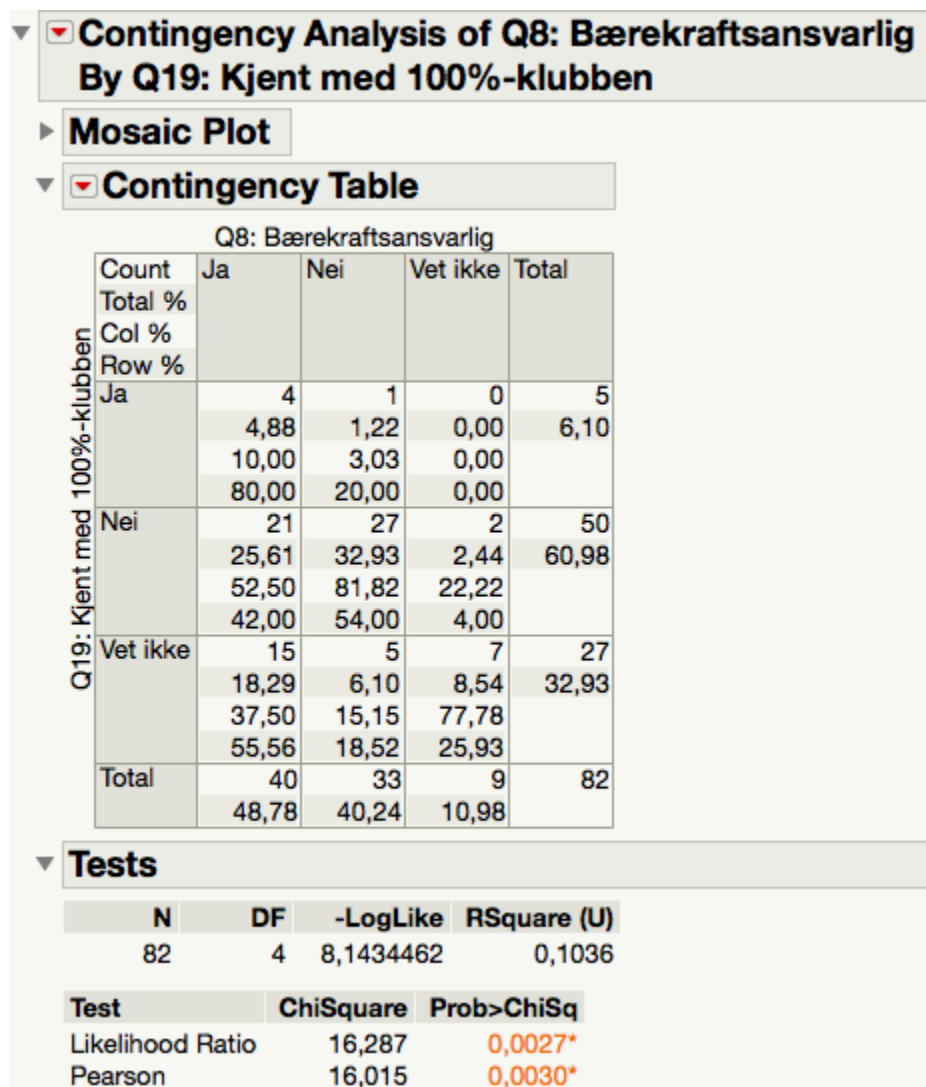 Contingency Analysis of Q8: Bærekraftsansvarlig
By Q19: Kjent med 100%-klubben
Mosaic Plot
Contingency Table
Q8: Bærekraftsansvarlig
Q19: Kjent med 100%-klubben
Count Ja Nei Vet ikke Total
Total %
Col %
Row %
Ja 4 1 0 5
4,88 1,22 0,00 6,10
10,00 3,03 0,00
80,00 20,00 0,00
Nei 21 27 2 50
25,61 32,93 2,44 60,98
52,50 81,82 22,22
42,00 54,00 4,00
Vet ikke 15 5 7 27
18,29 6,10 8,54 32,93
37,50 15,15 77,78
55,56 18,52 25,93
Total 40 33 9 82
48,78 40,24 10,98
Tests
N DF -LogLike RSquare (U)
82 4 8,1434462 0,1036
Test ChiSquare Prob>ChiSq
Likelihood Ratio 16,287 0,0027*
Pearson 16,015 0,0030*